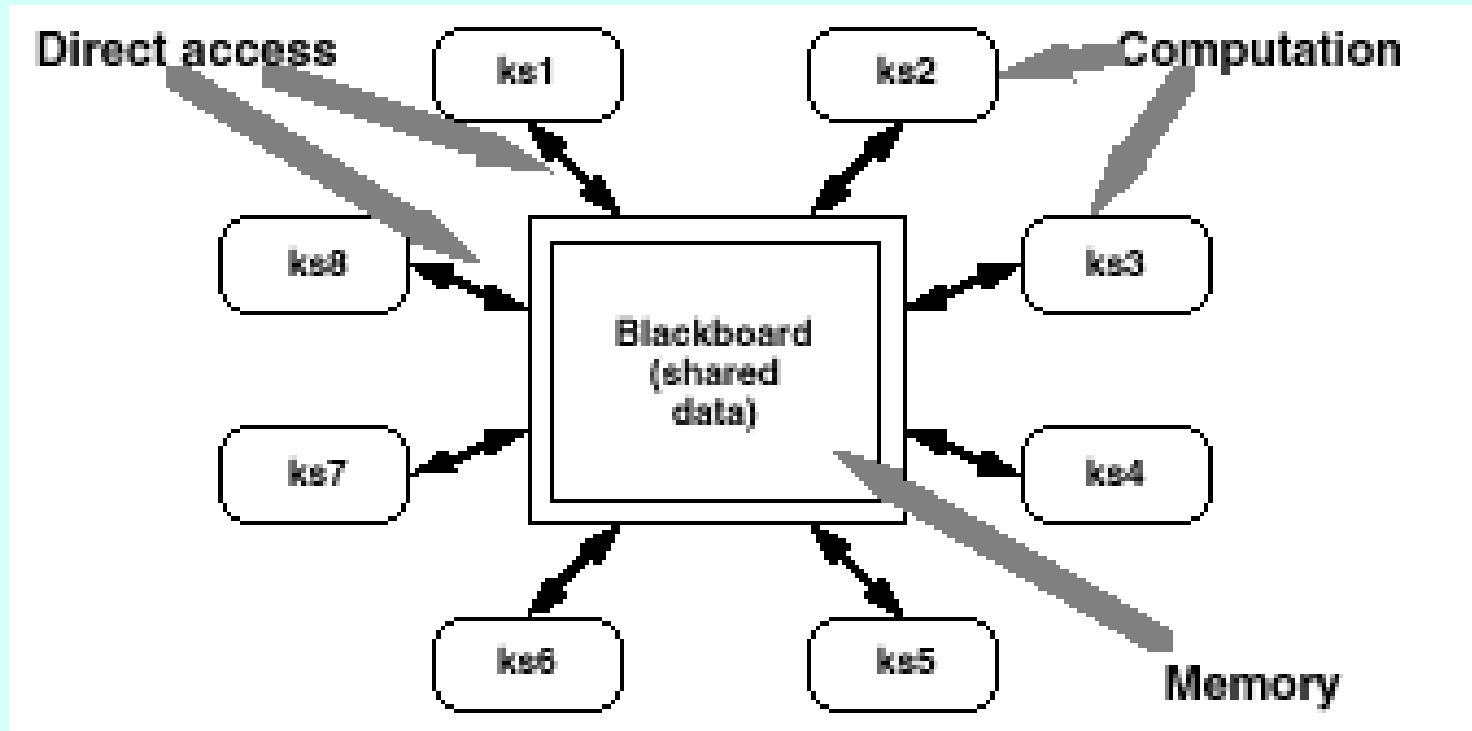 Direct access
ks1
ks2
Computation
ks8
ks3
Blackboard
(shared
data)
ks7
ks4
ks6
ks5
Memory